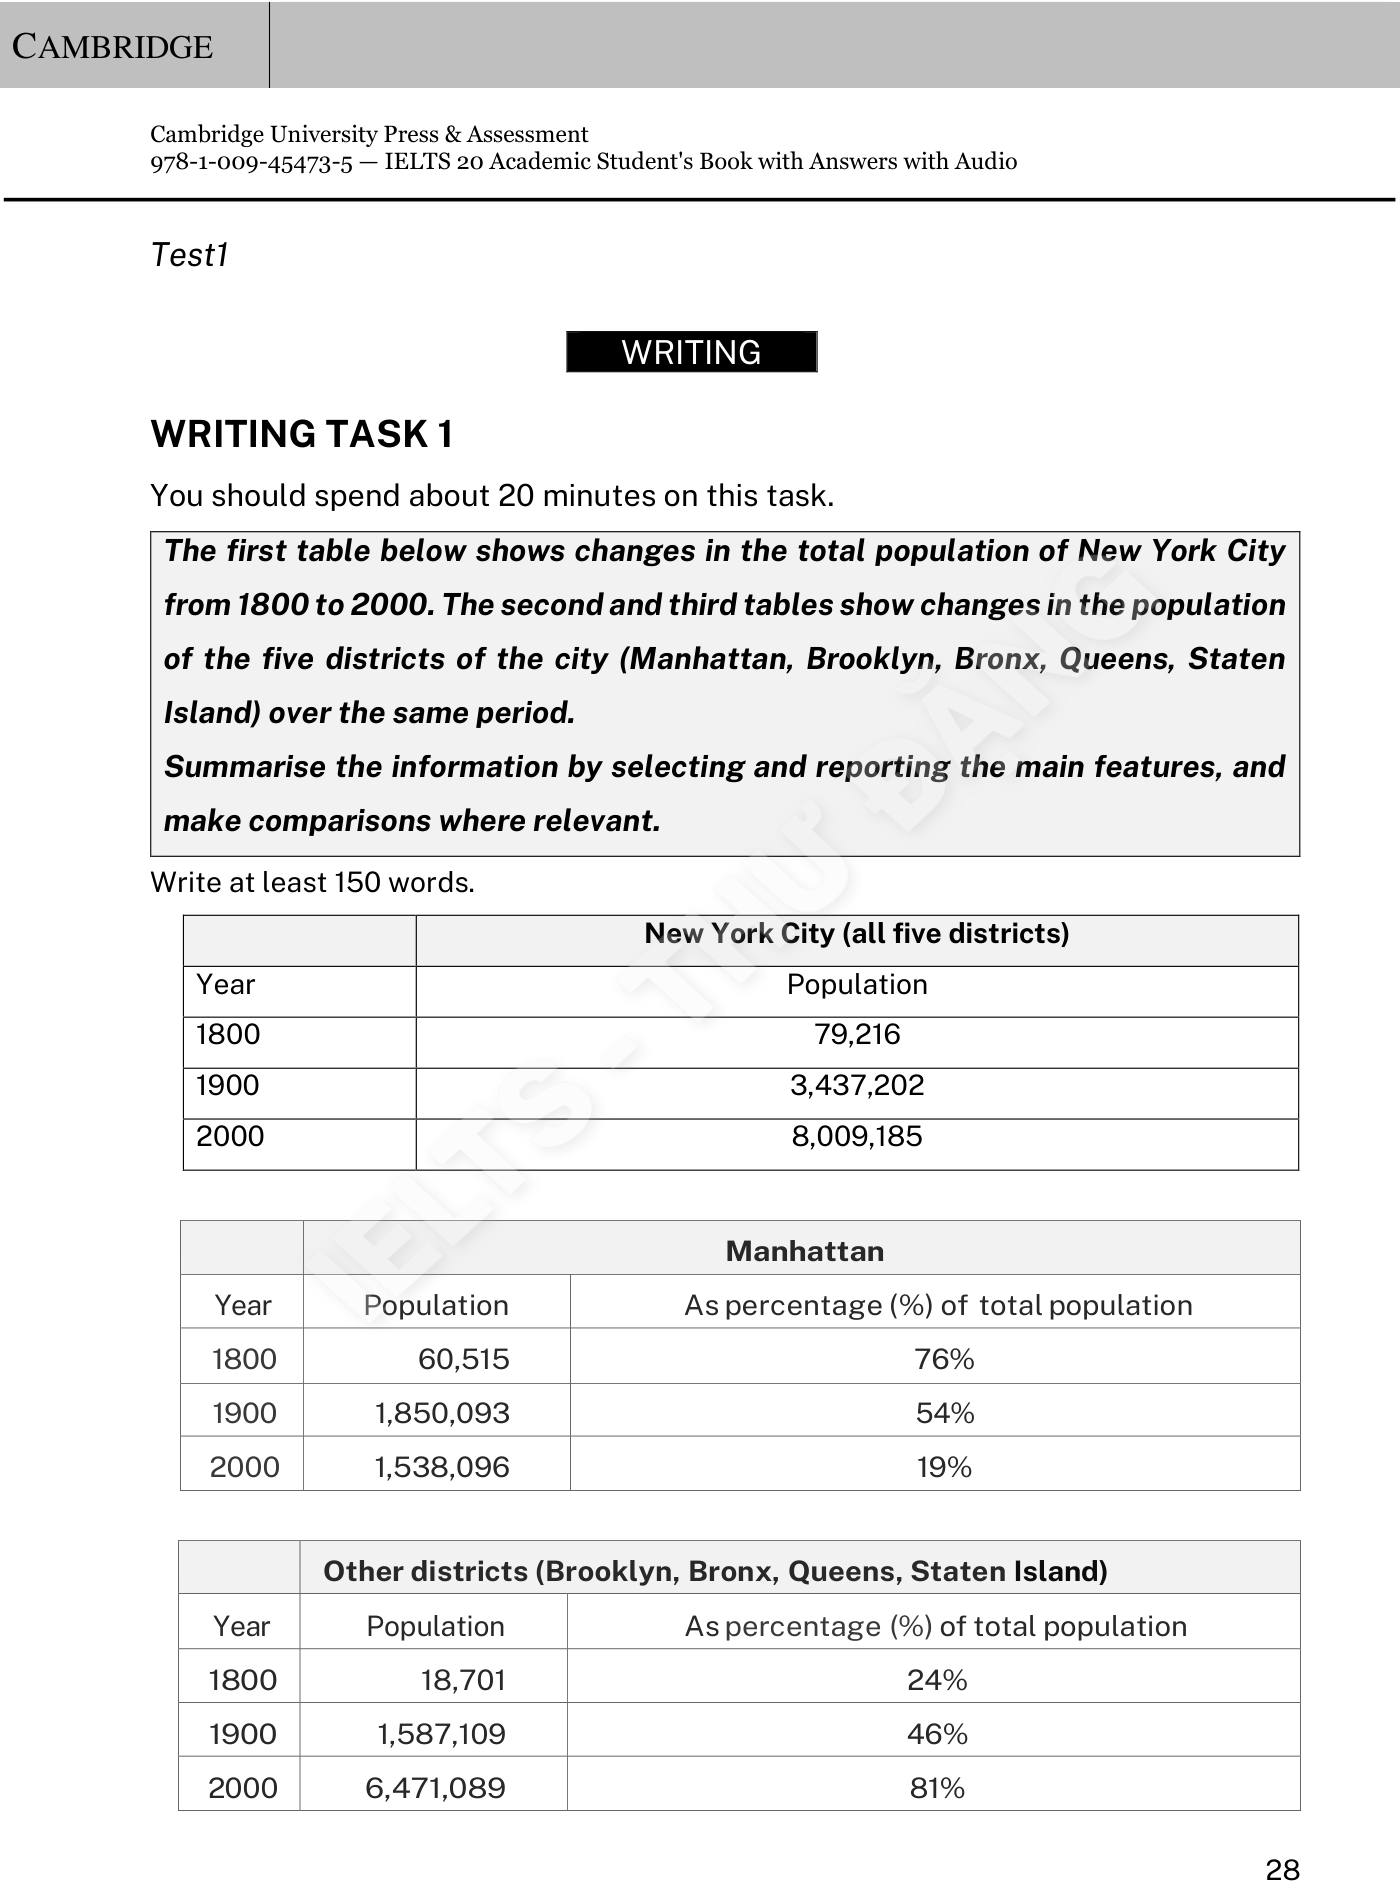 CAMBRIDGE
Cambridge University Press & Assessment
978-1-009-45473-5 — IELTS 20 Academic Student's Book with Answers with Audio
Test1
WRITING
WRITING TASK 1
You should spend about 20 minutes on this task.
The first table below shows changes in the total population of New York City
from 1800 to 2000. The second and third tables show changes in the population
of the five districts of the city (Manhattan, Brooklyn, Bronx, Queens, Staten
Island) over the same period.
Summarise the information by selecting and reporting the main features, and
make comparisons where relevant.
Write at least 150 words.
New York City (all five districts)
Year Population
1800 79,216
1900 3,437,202
2000 8,009,185
Manhattan
Year Population As percentage (%) of total population
1800 60,515 76%
1900 1,850,093 54%
2000 1,538,096 19%
Other districts (Brooklyn, Bronx, Queens, Staten Island)
Year Population As percentage (%) of total population
1800 18,701 24%
1900 1,587,109 46%
2000 6,471,089 81%
28
IELTS - THƯ ĐẶNG